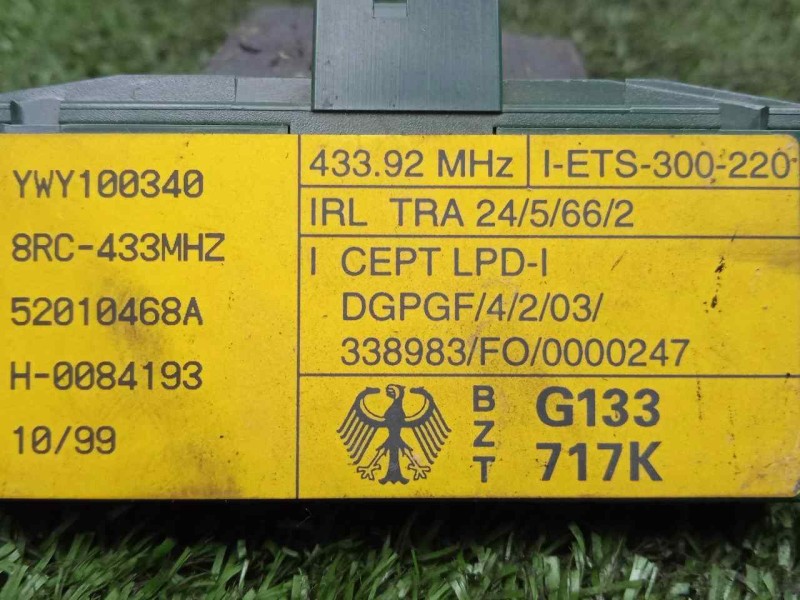 YWY100340
8RC-433MHZ
52010468A
H-0084193
10/99
433.92 MHz
I-ETS-300-220
IRL TRA 24/5/66/2
I CEPT LPD-I
DGPGF/4/2/03/
338983/FO/0000247
BZT
G133
717K